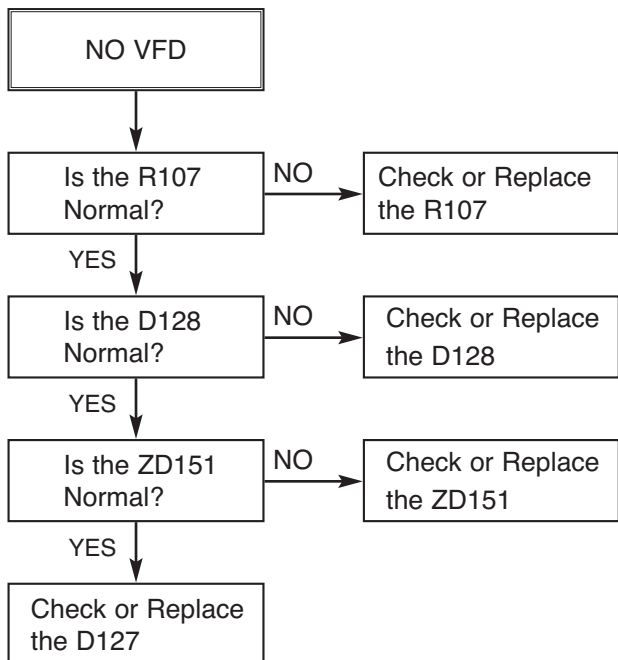 NO VFD
Is the R107
Normal?
NO
Check or Replace
the R107
YES
Is the D128
Normal?
NO
Check or Replace
the D128
YES
Is the ZD151
Normal?
NO
Check or Replace
the ZD151
YES
Check or Replace
the D127